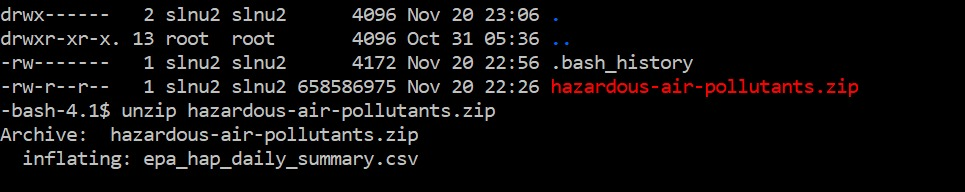 drwx------   2 slnu2 slnu2      4096 Nov 20 23:06 .
drwxr-xr-x. 13 root  root       4096 Oct 31 05:36 ..
-rw-------   1 slnu2 slnu2      4172 Nov 20 22:56 .bash_history
-rw-r--r--   1 slnu2 slnu2 658586975 Nov 20 22:26 hazardous-air-pollutants.zip
-bash-4.1$ unzip hazardous-air-pollutants.zip
Archive:  hazardous-air-pollutants.zip
  inflating: epa_hap_daily_summary.csv